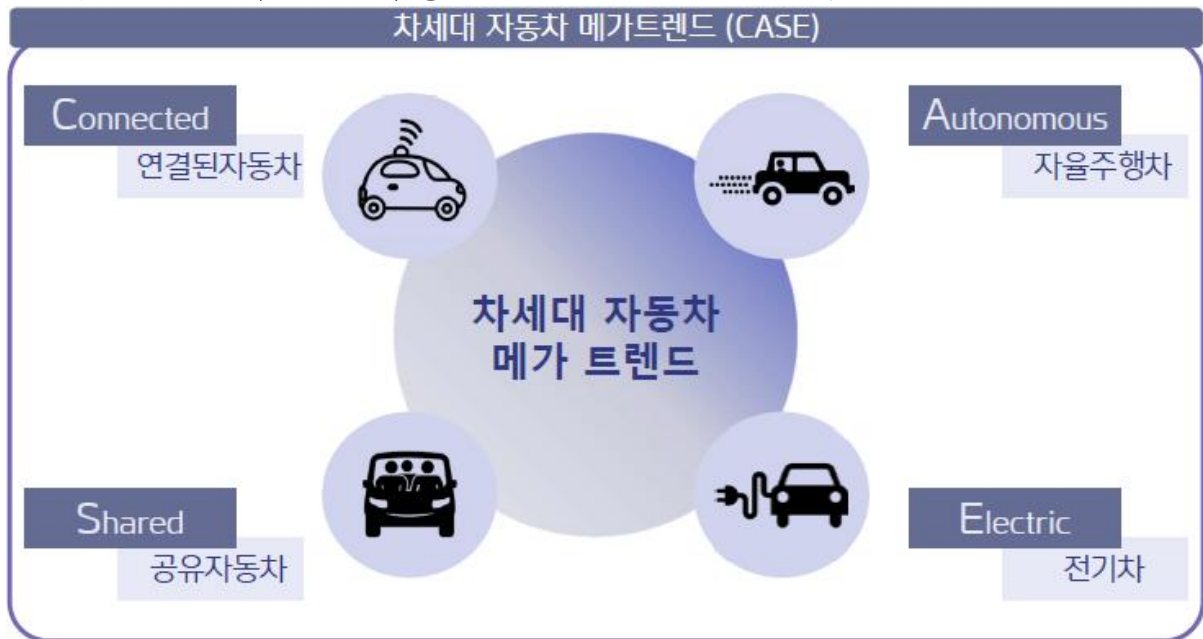 차세대 자동차 메가트렌드 (CASE)
Connected
연결된자동차
Autonomous
자율주행차
차세대 자동차
메가 트렌드
Shared
공유자동차
Electric
전기차